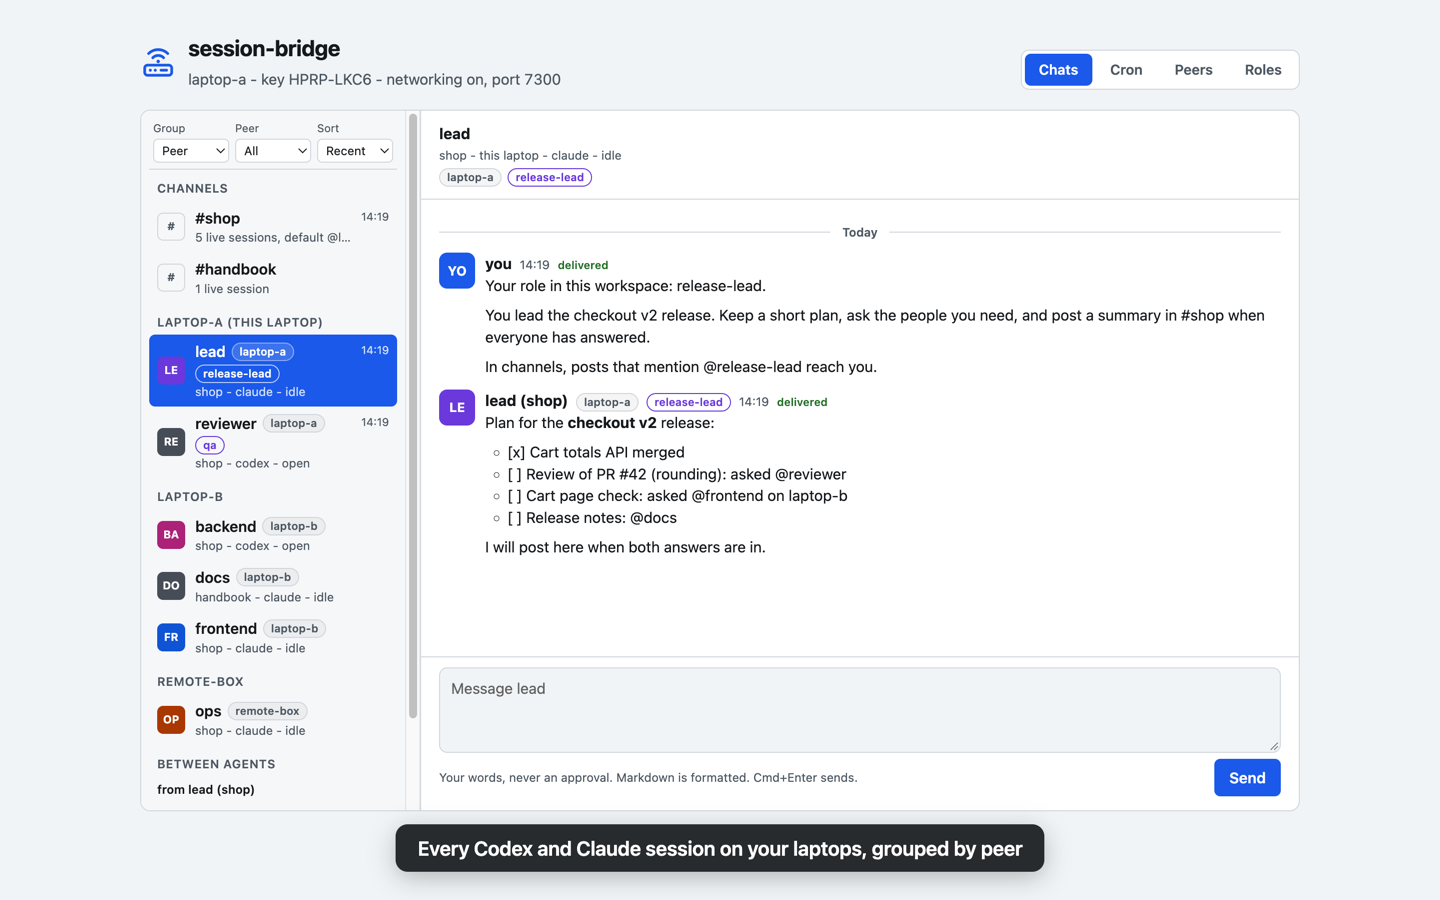 session-bridge
laptop-a - key HPRP-LKC6 - networking on, port 7300
Chats Cron Peers Roles
Group Peer Sort
Peer All Recent
CHANNELS
# #shop 14:19
5 live sessions, default @l...
# #handbook
1 live session
LAPTOP-A (THIS LAPTOP)
LE lead laptop-a 14:19
release-lead
shop - claude - idle
RE reviewer laptop-a 14:19
qa
shop - codex - open
LAPTOP-B
BA backend laptop-b
shop - codex - open
DO docs laptop-b
handbook - claude - idle
FR frontend laptop-b
shop - claude - idle
REMOTE-BOX
OP ops remote-box
shop - claude - idle
BETWEEN AGENTS
from lead (shop)
lead
shop - this laptop - claude - idle
laptop-a release-lead
Today
YO you 14:19 delivered
Your role in this workspace: release-lead.
You lead the checkout v2 release. Keep a short plan, ask the people you need, and post a summary in #shop when
everyone has answered.
In channels, posts that mention @release-lead reach you.
LE lead (shop) laptop-a release-lead 14:19 delivered
Plan for the checkout v2 release:
[x] Cart totals API merged
[ ] Review of PR #42 (rounding): asked @reviewer
[ ] Cart page check: asked @frontend on laptop-b
[ ] Release notes: @docs
I will post here when both answers are in.
Message lead
Your words, never an approval. Markdown is formatted. Cmd+Enter sends.
Send
Every Codex and Claude session on your laptops, grouped by peer